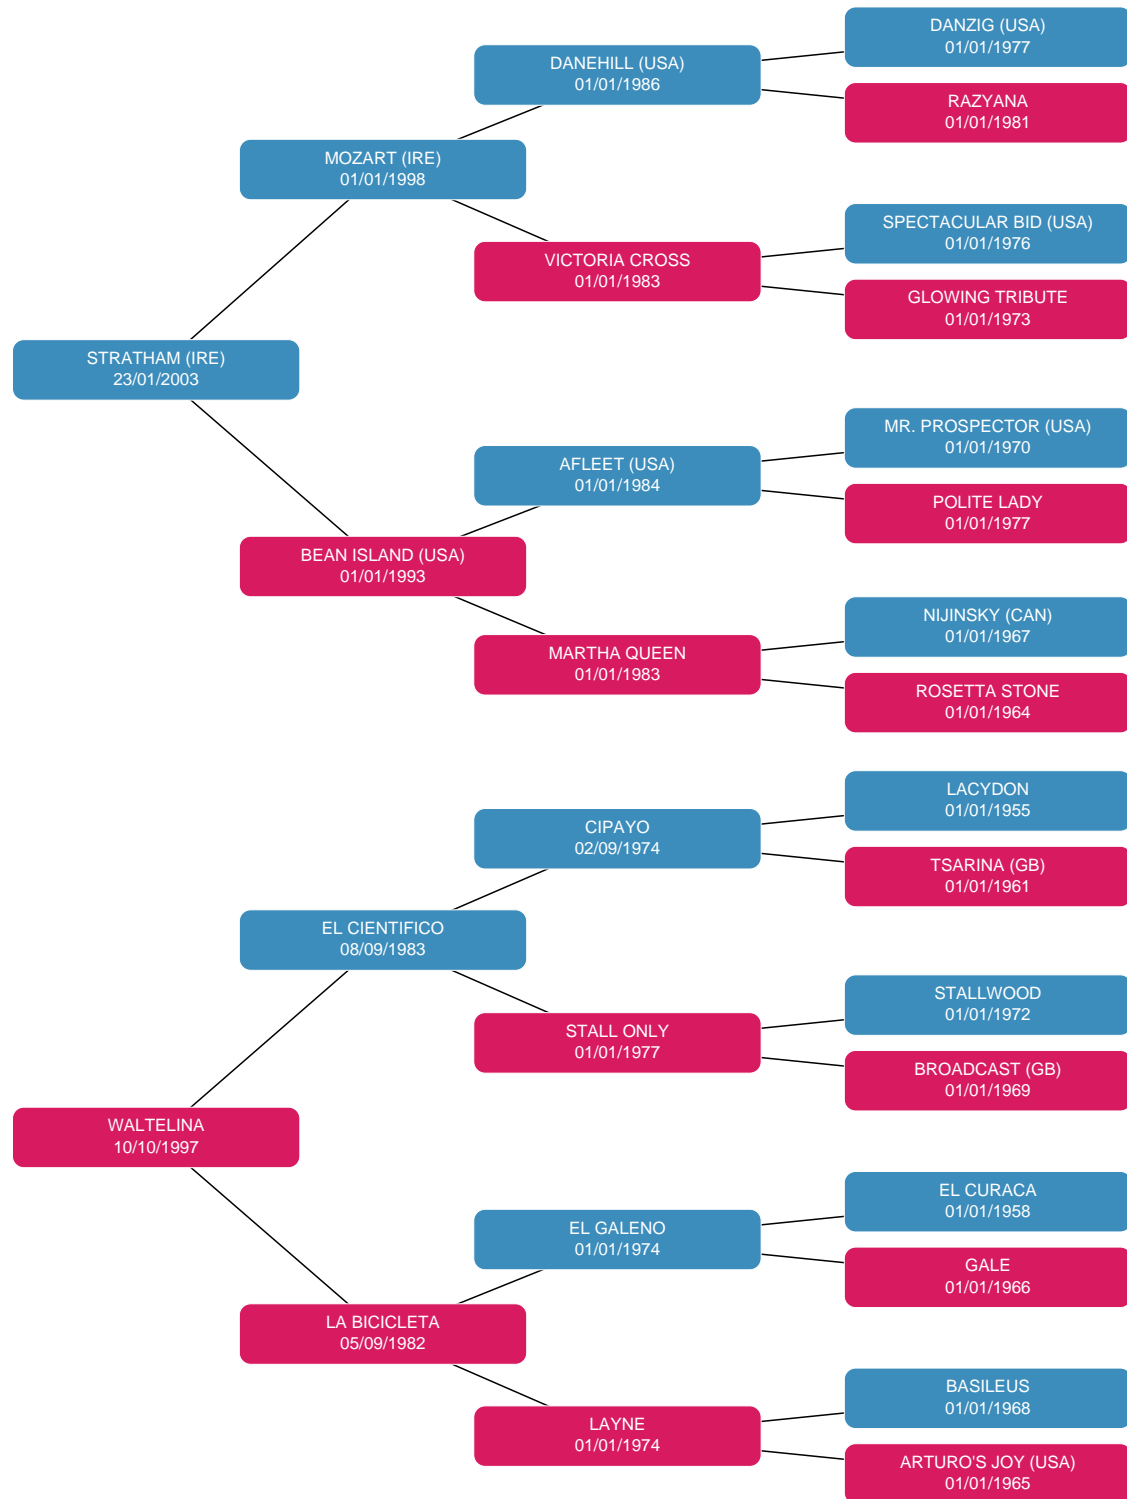 DANZIG (USA)
01/01/1977
DANEHILL (USA)
01/01/1986
RAZYANA
01/01/1981
MOZART (IRE)
01/01/1998
SPECTACULAR BID (USA)
01/01/1976
VICTORIA CROSS
01/01/1983
GLOWING TRIBUTE
01/01/1973
STRATHAM (IRE)
23/01/2003
MR. PROSPECTOR (USA)
01/01/1970
AFLEET (USA)
01/01/1984
POLITE LADY
01/01/1977
BEAN ISLAND (USA)
01/01/1993
NIJINSKY (CAN)
01/01/1967
MARTHA QUEEN
01/01/1983
ROSETTA STONE
01/01/1964
LACYDON
01/01/1955
CIPAYO
02/09/1974
TSARINA (GB)
01/01/1961
EL CIENTIFICO
08/09/1983
STALLWOOD
01/01/1972
STALL ONLY
01/01/1977
BROADCAST (GB)
01/01/1969
WALTELINA
10/10/1997
EL CURACA
01/01/1958
EL GALENO
01/01/1974
GALE
01/01/1966
LA BICICLETA
05/09/1982
BASILEUS
01/01/1968
LAYNE
01/01/1974
ARTURO'S JOY (USA)
01/01/1965